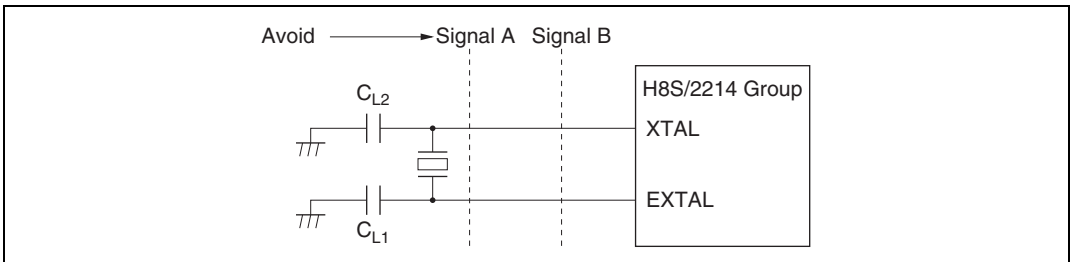 Avoid Signal A Signal B
H8S/2214 Group
CL2
XTAL
EXTAL
CL1